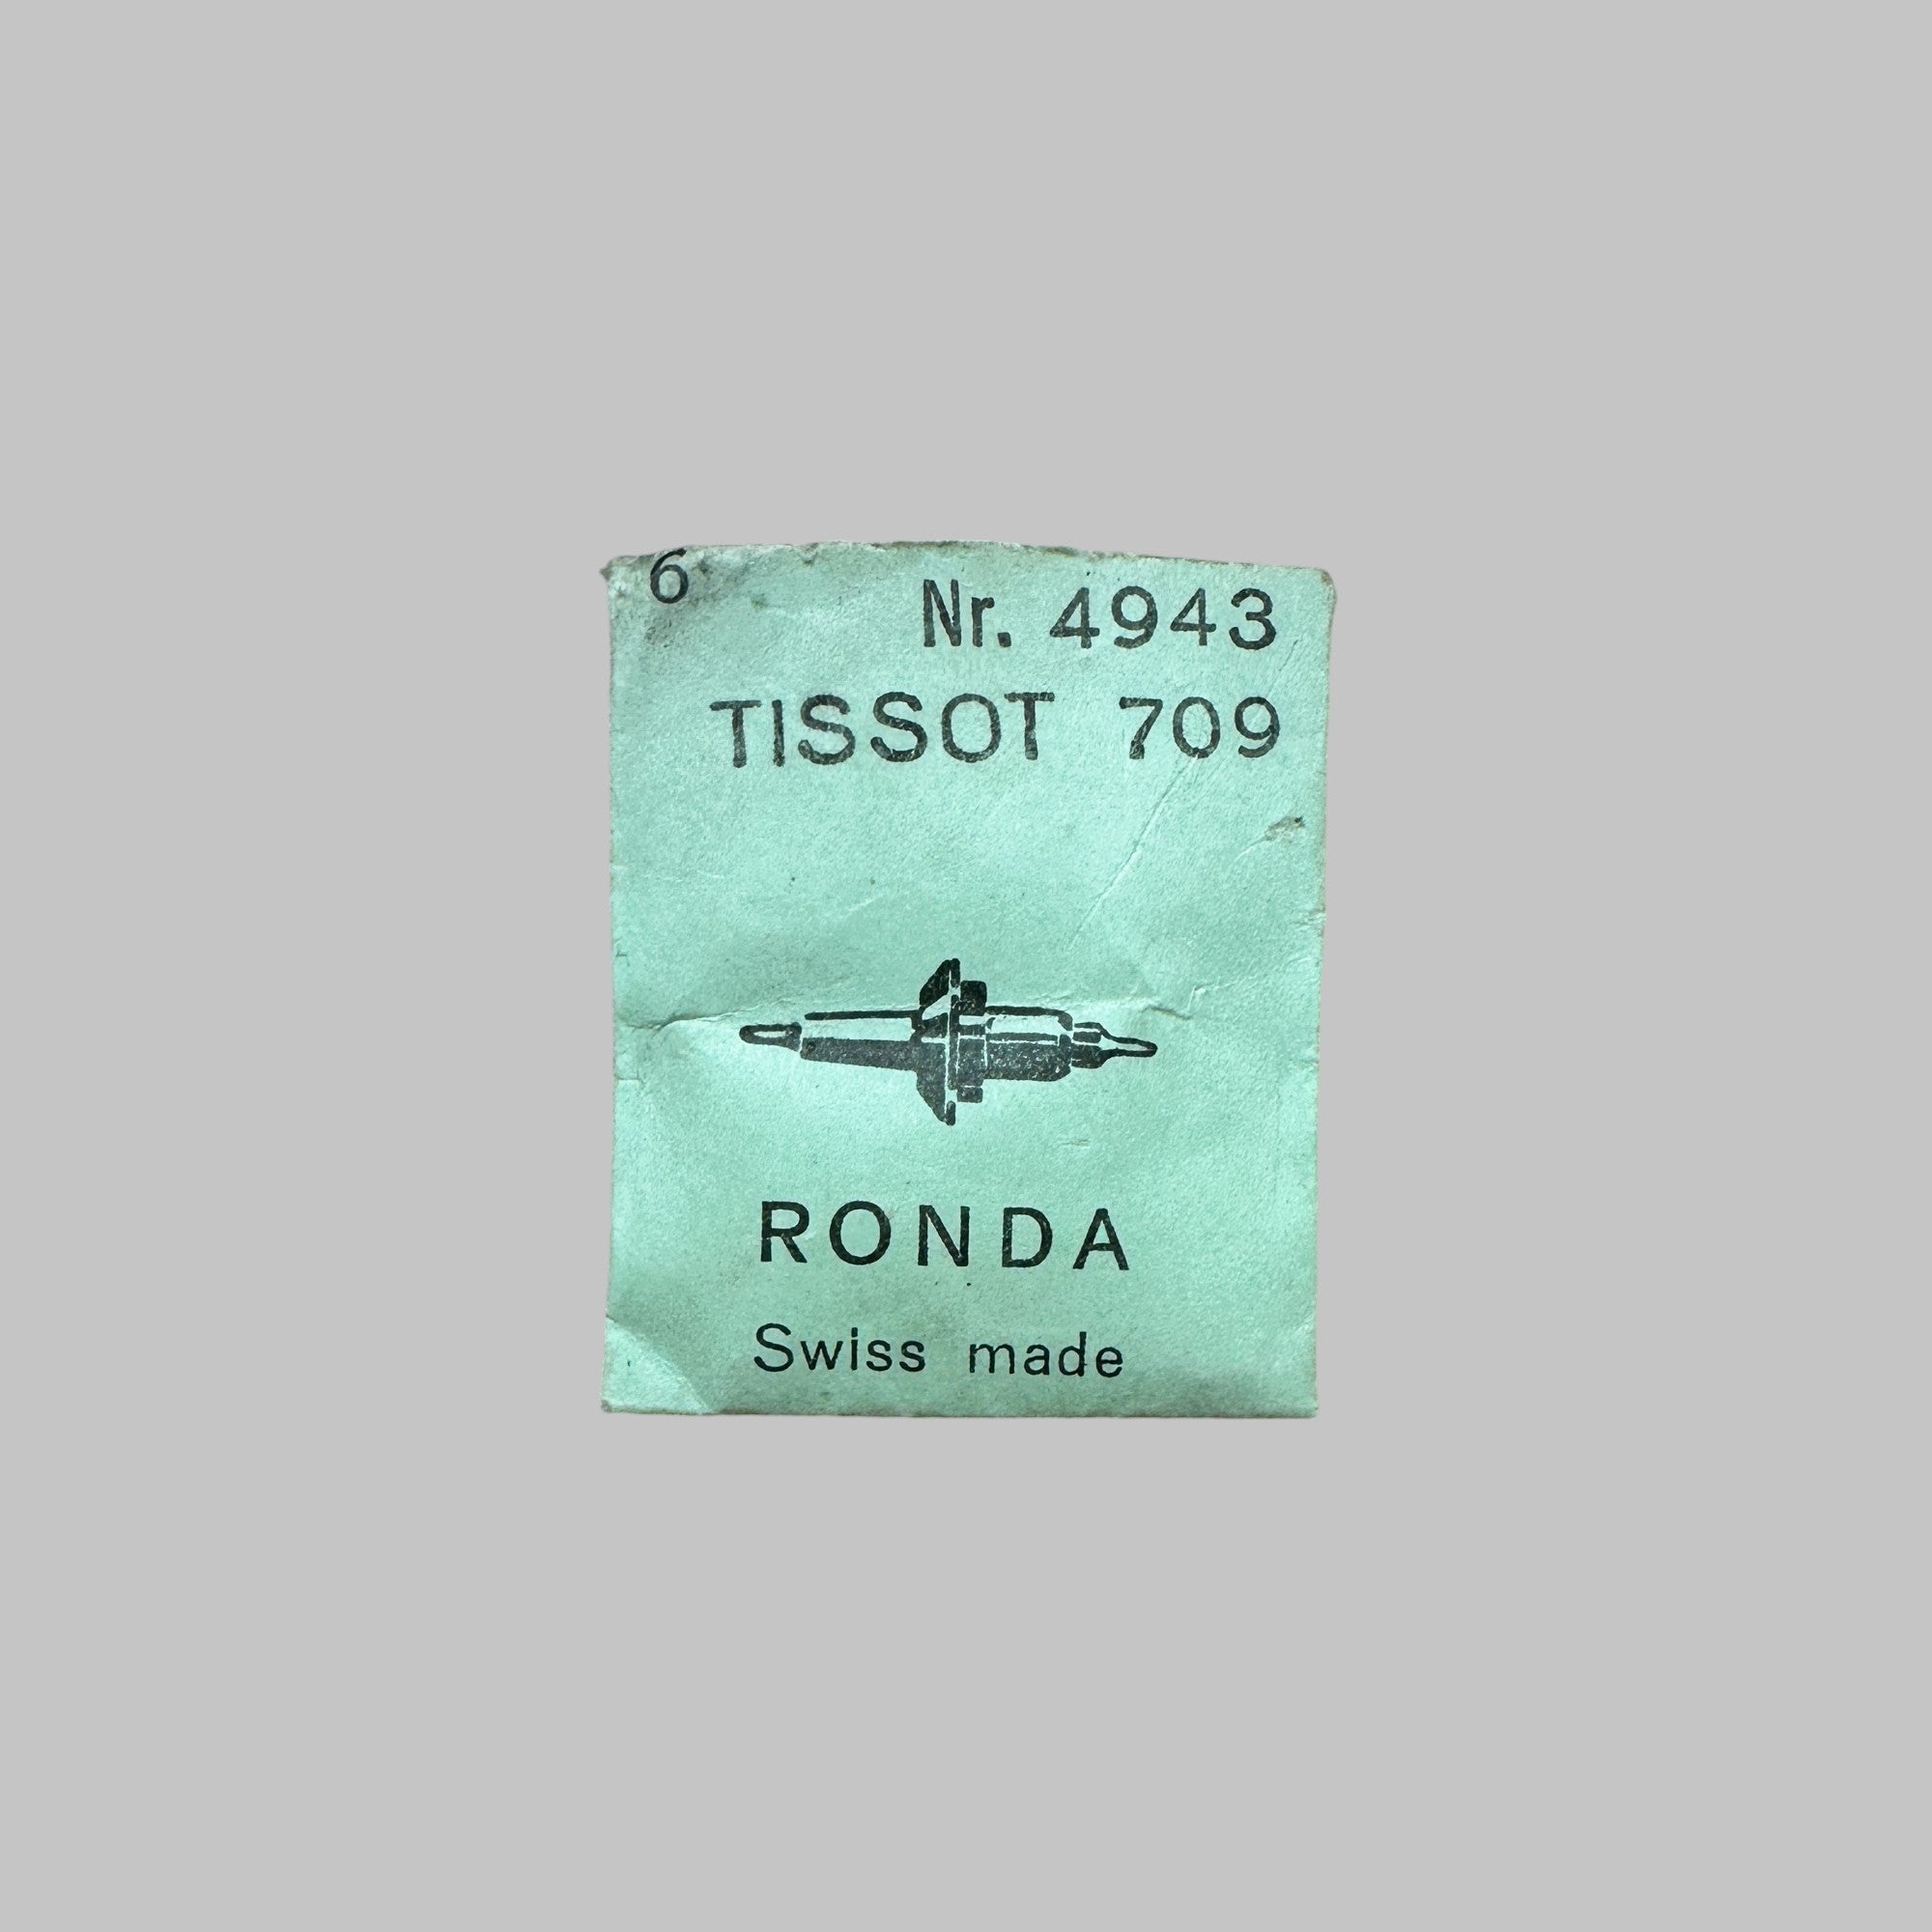 6
Nr. 4943
TISSOT 709
RONDA
Swiss made